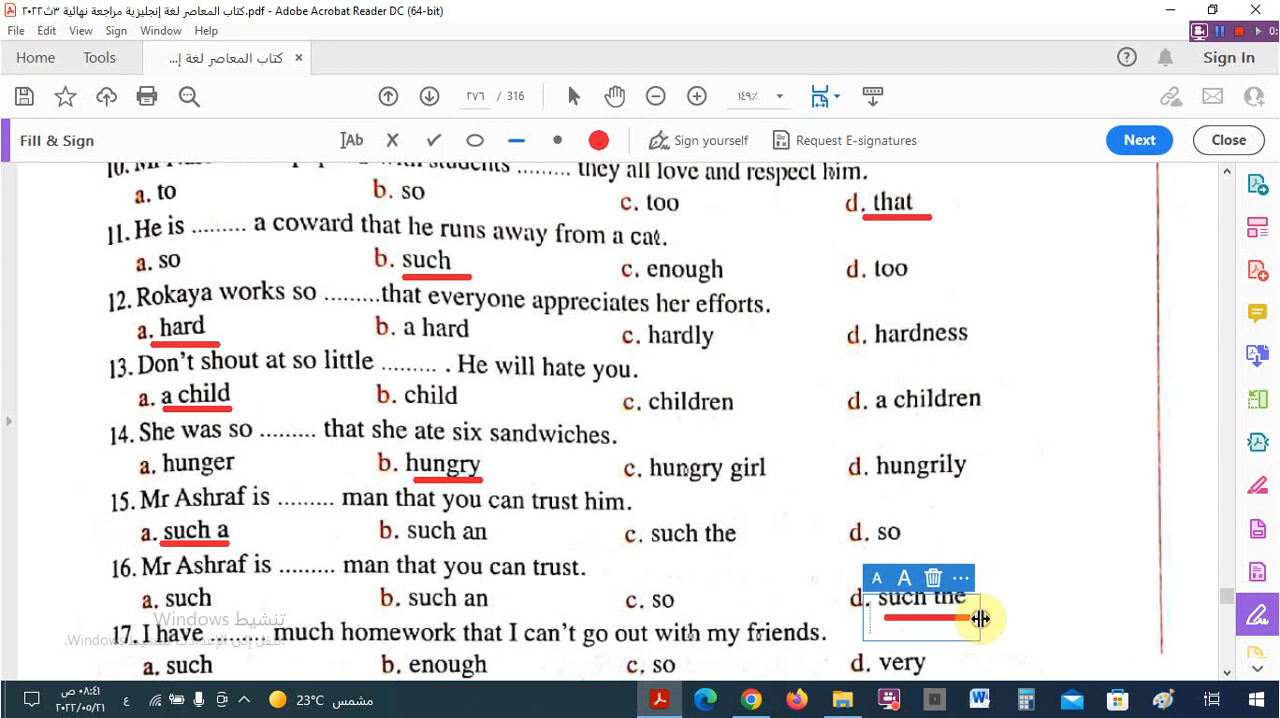 كتاب المعاصر لغة إنجليزية مراجعة نهائية ٣ث٢٠٢٢.pdf - Adobe Acrobat Reader DC (64-bit)
File Edit View Sign Window Help
Home Tools كتاب المعاصر لغة إ... ×
Sign In
٢٧٦ / 316
١٤٩٪
Fill & Sign
Ab
Sign yourself
Request E-signatures
Next
Close
they all love and respect him.
a. to b. so c. too d. that
11. He is ......... a coward that he runs away from a cat.
a. so b. such c. enough d. too
12. Rokaya works so .........that everyone appreciates her efforts.
a. hard b. a hard c. hardly d. hardness
13. Don't shout at so little ......... . He will hate you.
a. a child b. child c. children d. a children
14. She was so ......... that she ate six sandwiches.
a. hunger b. hungry c. hungry girl d. hungrily
15. Mr Ashraf is ......... man that you can trust him.
a. such a b. such an c. such the d. so
16. Mr Ashraf is ......... man that you can trust.
A A ...
a. such b. such an c. so d. such the
تنشيط Windows
17. I have ......... much homework that I can't go out with my friends.
a. such b. enough c. so d. very
٠٨:٤١ ص
٢٠٢٢/٠٥/٢١
ع
23°C مشمس